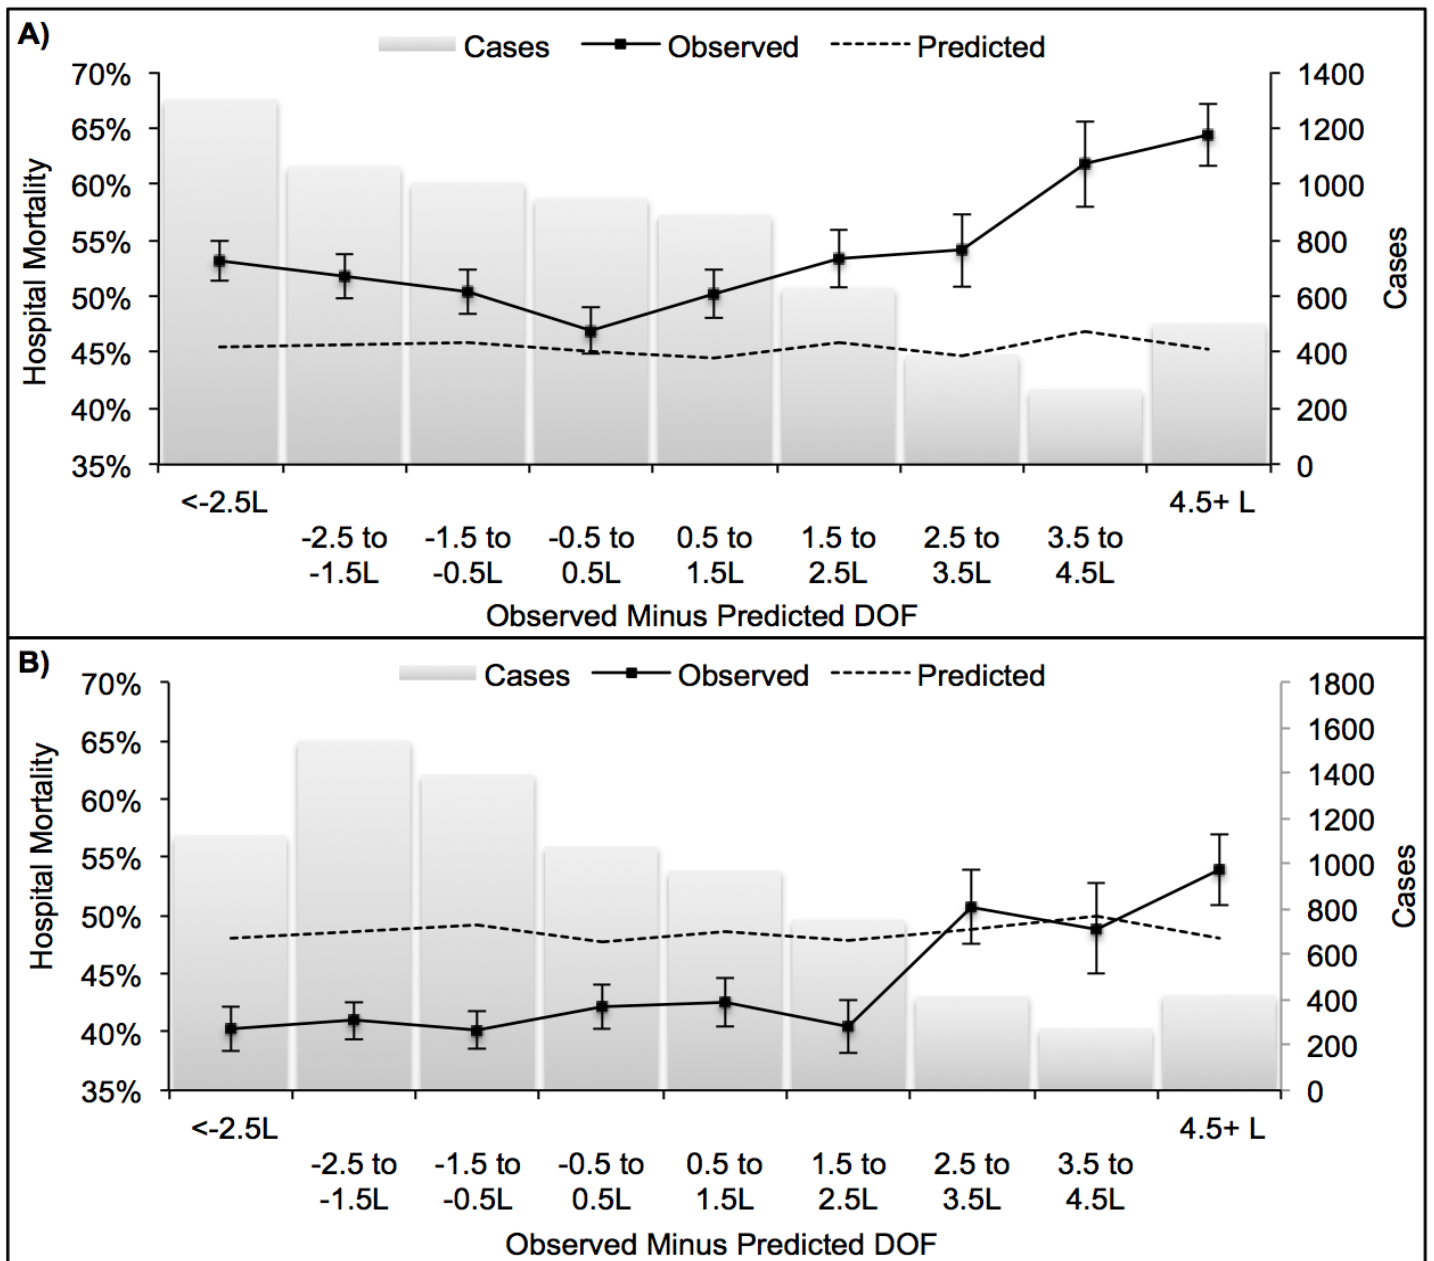 A)
Cases Observed Predicted
70% 1400
65% 1200
60% 1000
55% 800
50% 600
45% 400
40% 200
35% 0
Hospital Mortality
Cases
<-2.5L 4.5+ L
-2.5 to -1.5 to -0.5 to 0.5 to 1.5 to 2.5 to 3.5 to
-1.5L -0.5L 0.5L 1.5L 2.5L 3.5L 4.5L
Observed Minus Predicted DOF
B)
Cases Observed Predicted
70% 1800
65% 1600
60% 1400
55% 1200
50% 1000
45% 800
40% 600
35% 400
200
0
Hospital Mortality
Cases
<-2.5L 4.5+ L
-2.5 to -1.5 to -0.5 to 0.5 to 1.5 to 2.5 to 3.5 to
-1.5L -0.5L 0.5L 1.5L 2.5L 3.5L 4.5L
Observed Minus Predicted DOF